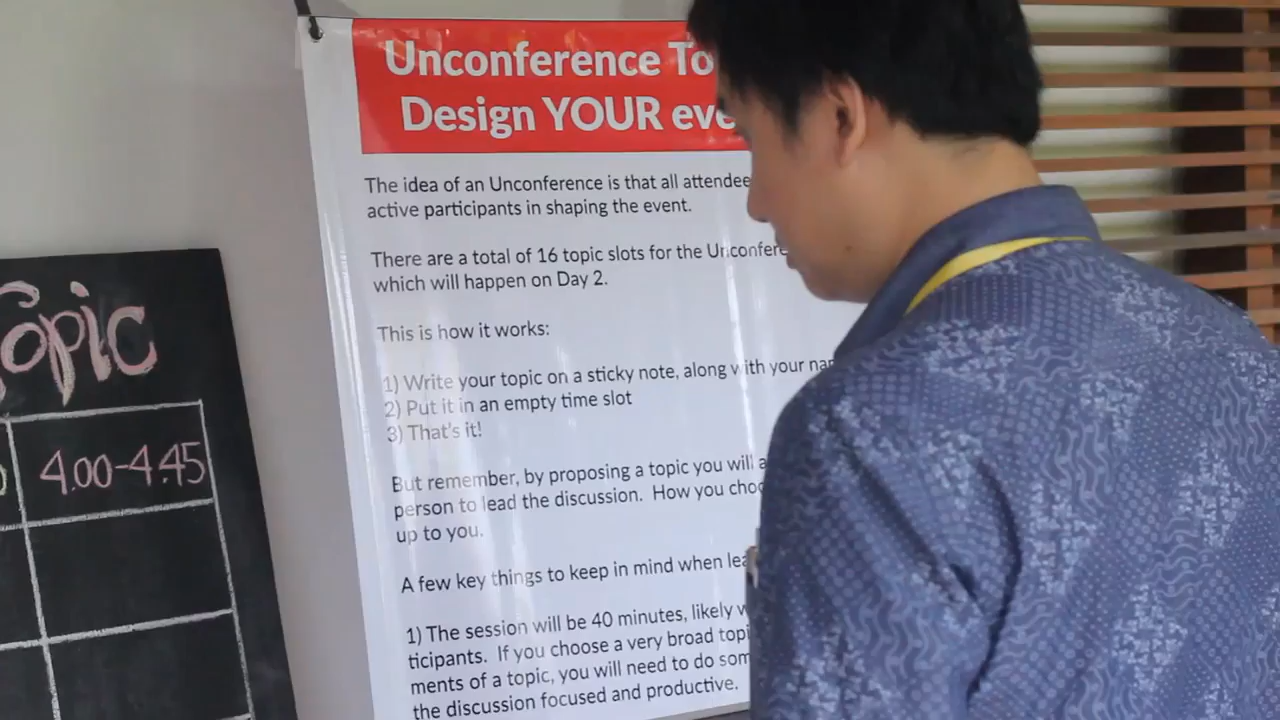 Topic
4.00-4.45
Unconference To
Design YOUR eve
The idea of an Unconference is that all attendee
active participants in shaping the event.
There are a total of 16 topic slots for the Unconfere
which will happen on Day 2.
This is how it works:
1) Write your topic on a sticky note, along with your nar
2) Put it in an empty time slot
3) That's it!
But remember, by proposing a topic you will a
person to lead the discussion. How you choo
up to you.
A few key things to keep in mind when lea
1) The session will be 40 minutes, likely w
ticipants. If you choose a very broad topi
ments of a topic, you will need to do som
the discussion focused and productive.